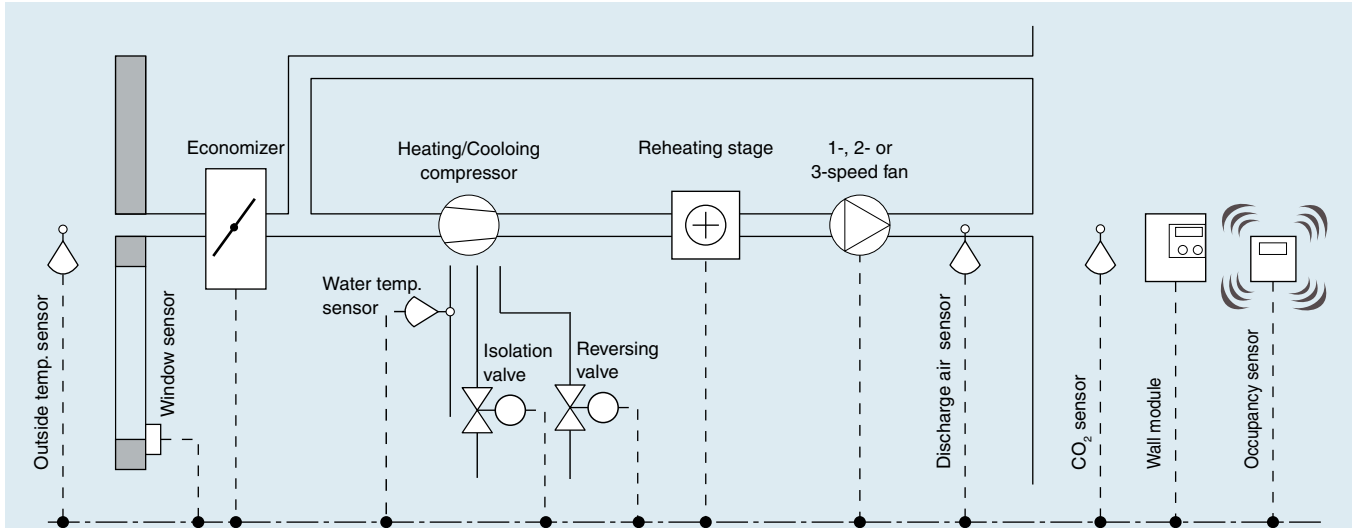 Economizer
Heating/Cooloing
compressor
Reheating stage
1-, 2- or
3-speed fan
Water temp.
sensor
Isolation
valve
Reversing
valve
Outside temp. sensor
Window sensor
Discharge air sensor
CO₂ sensor
Wall module
Occupancy sensor